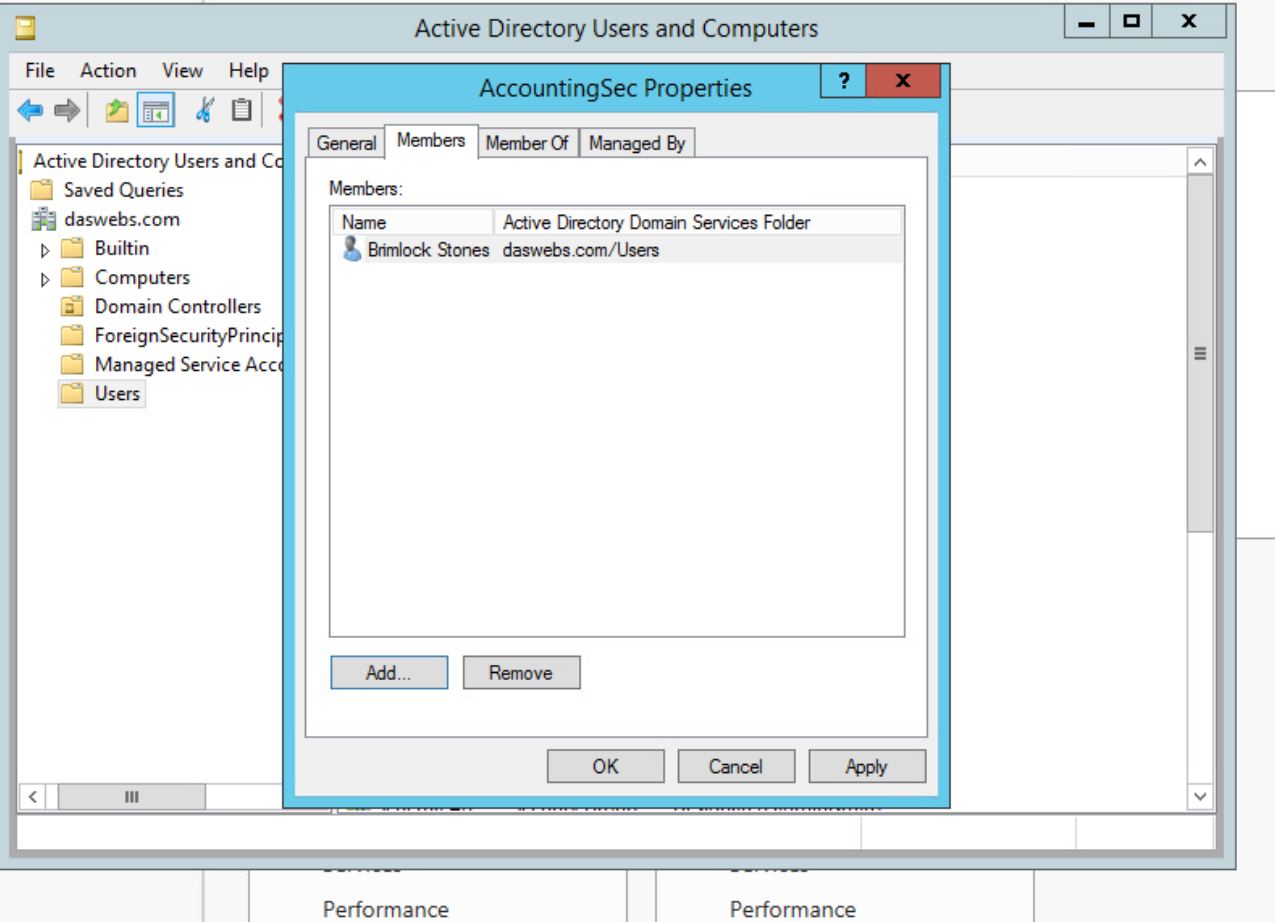 Active Directory Users and Computers
File Action View Help
AccountingSec Properties
?
General Members Member Of Managed By
Active Directory Users and Co
Saved Queries
daswebs.com
Builtin
Computers
Domain Controllers
ForeignSecurityPrincip
Managed Service Acco
Users
Members:
Name Active Directory Domain Services Folder
Brimlock Stones daswebs.com/Users
Add... Remove
OK Cancel Apply
Performance Performance